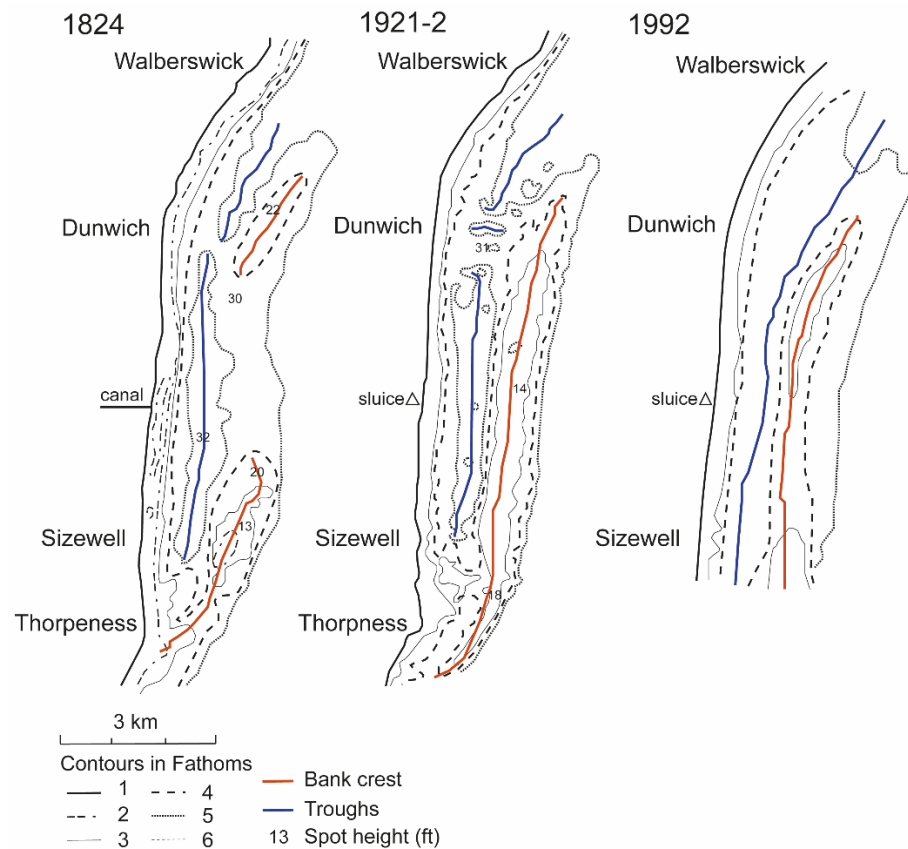 1824
1921-2
1992
Walberswick
Walberswick
Walberswick
22
Dunwich
Dunwich
Dunwich
31
30
canal
sluice
14
sluice
32
20
Sizewell
13
Sizewell
Sizewell
18
Thorpeness
Thorpness
3 km
Contours in Fathoms
1
4
2
5
3
6
Bank crest
Troughs
13 Spot height (ft)